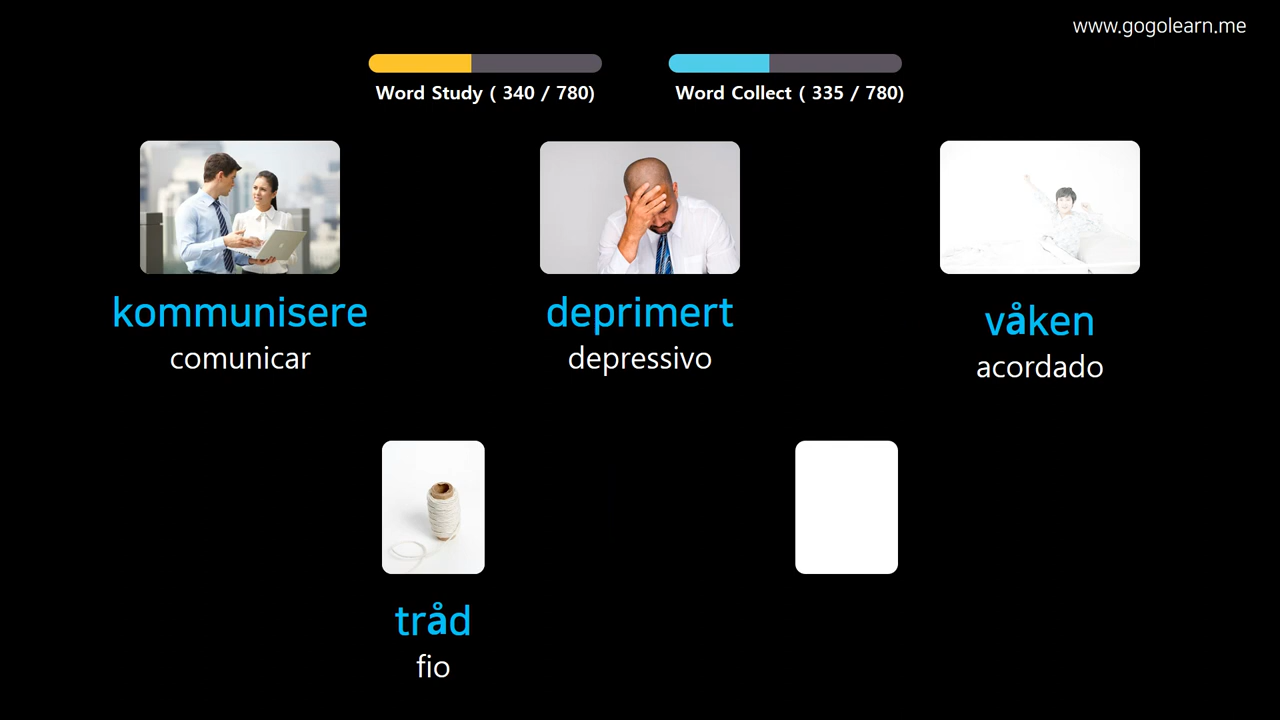 www.gogolearn.me
Word Study ( 340 / 780)
Word Collect ( 335 / 780)
kommunisere
comunicar
deprimert
depressivo
våken
acordado
tråd
fio